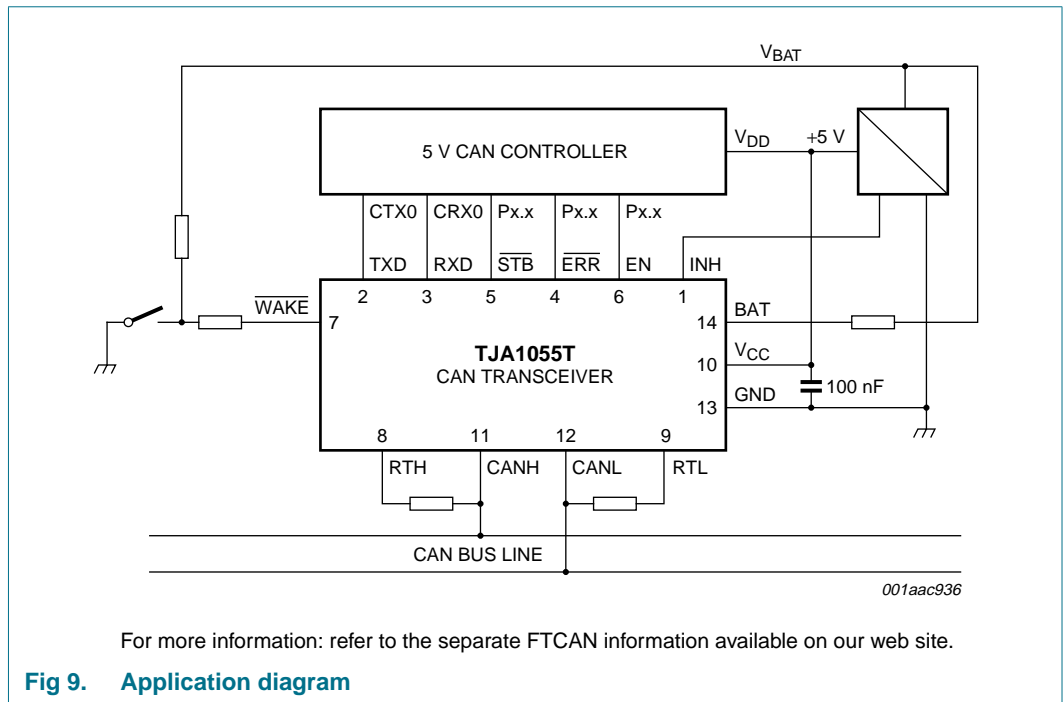 VBAT
5 V CAN CONTROLLER
VDD
+5 V
CTX0 CRX0 Px.x Px.x Px.x
TXD RXD STB ERR EN INH
2 3 5 4 6 1
WAKE
7
14 BAT
TJA1055T
CAN TRANSCEIVER
10 VCC
100 nF
13 GND
8 11 12 9
RTH CANH CANL RTL
CAN BUS LINE
001aac936
For more information: refer to the separate FTCAN information available on our web site.
Fig 9. Application diagram